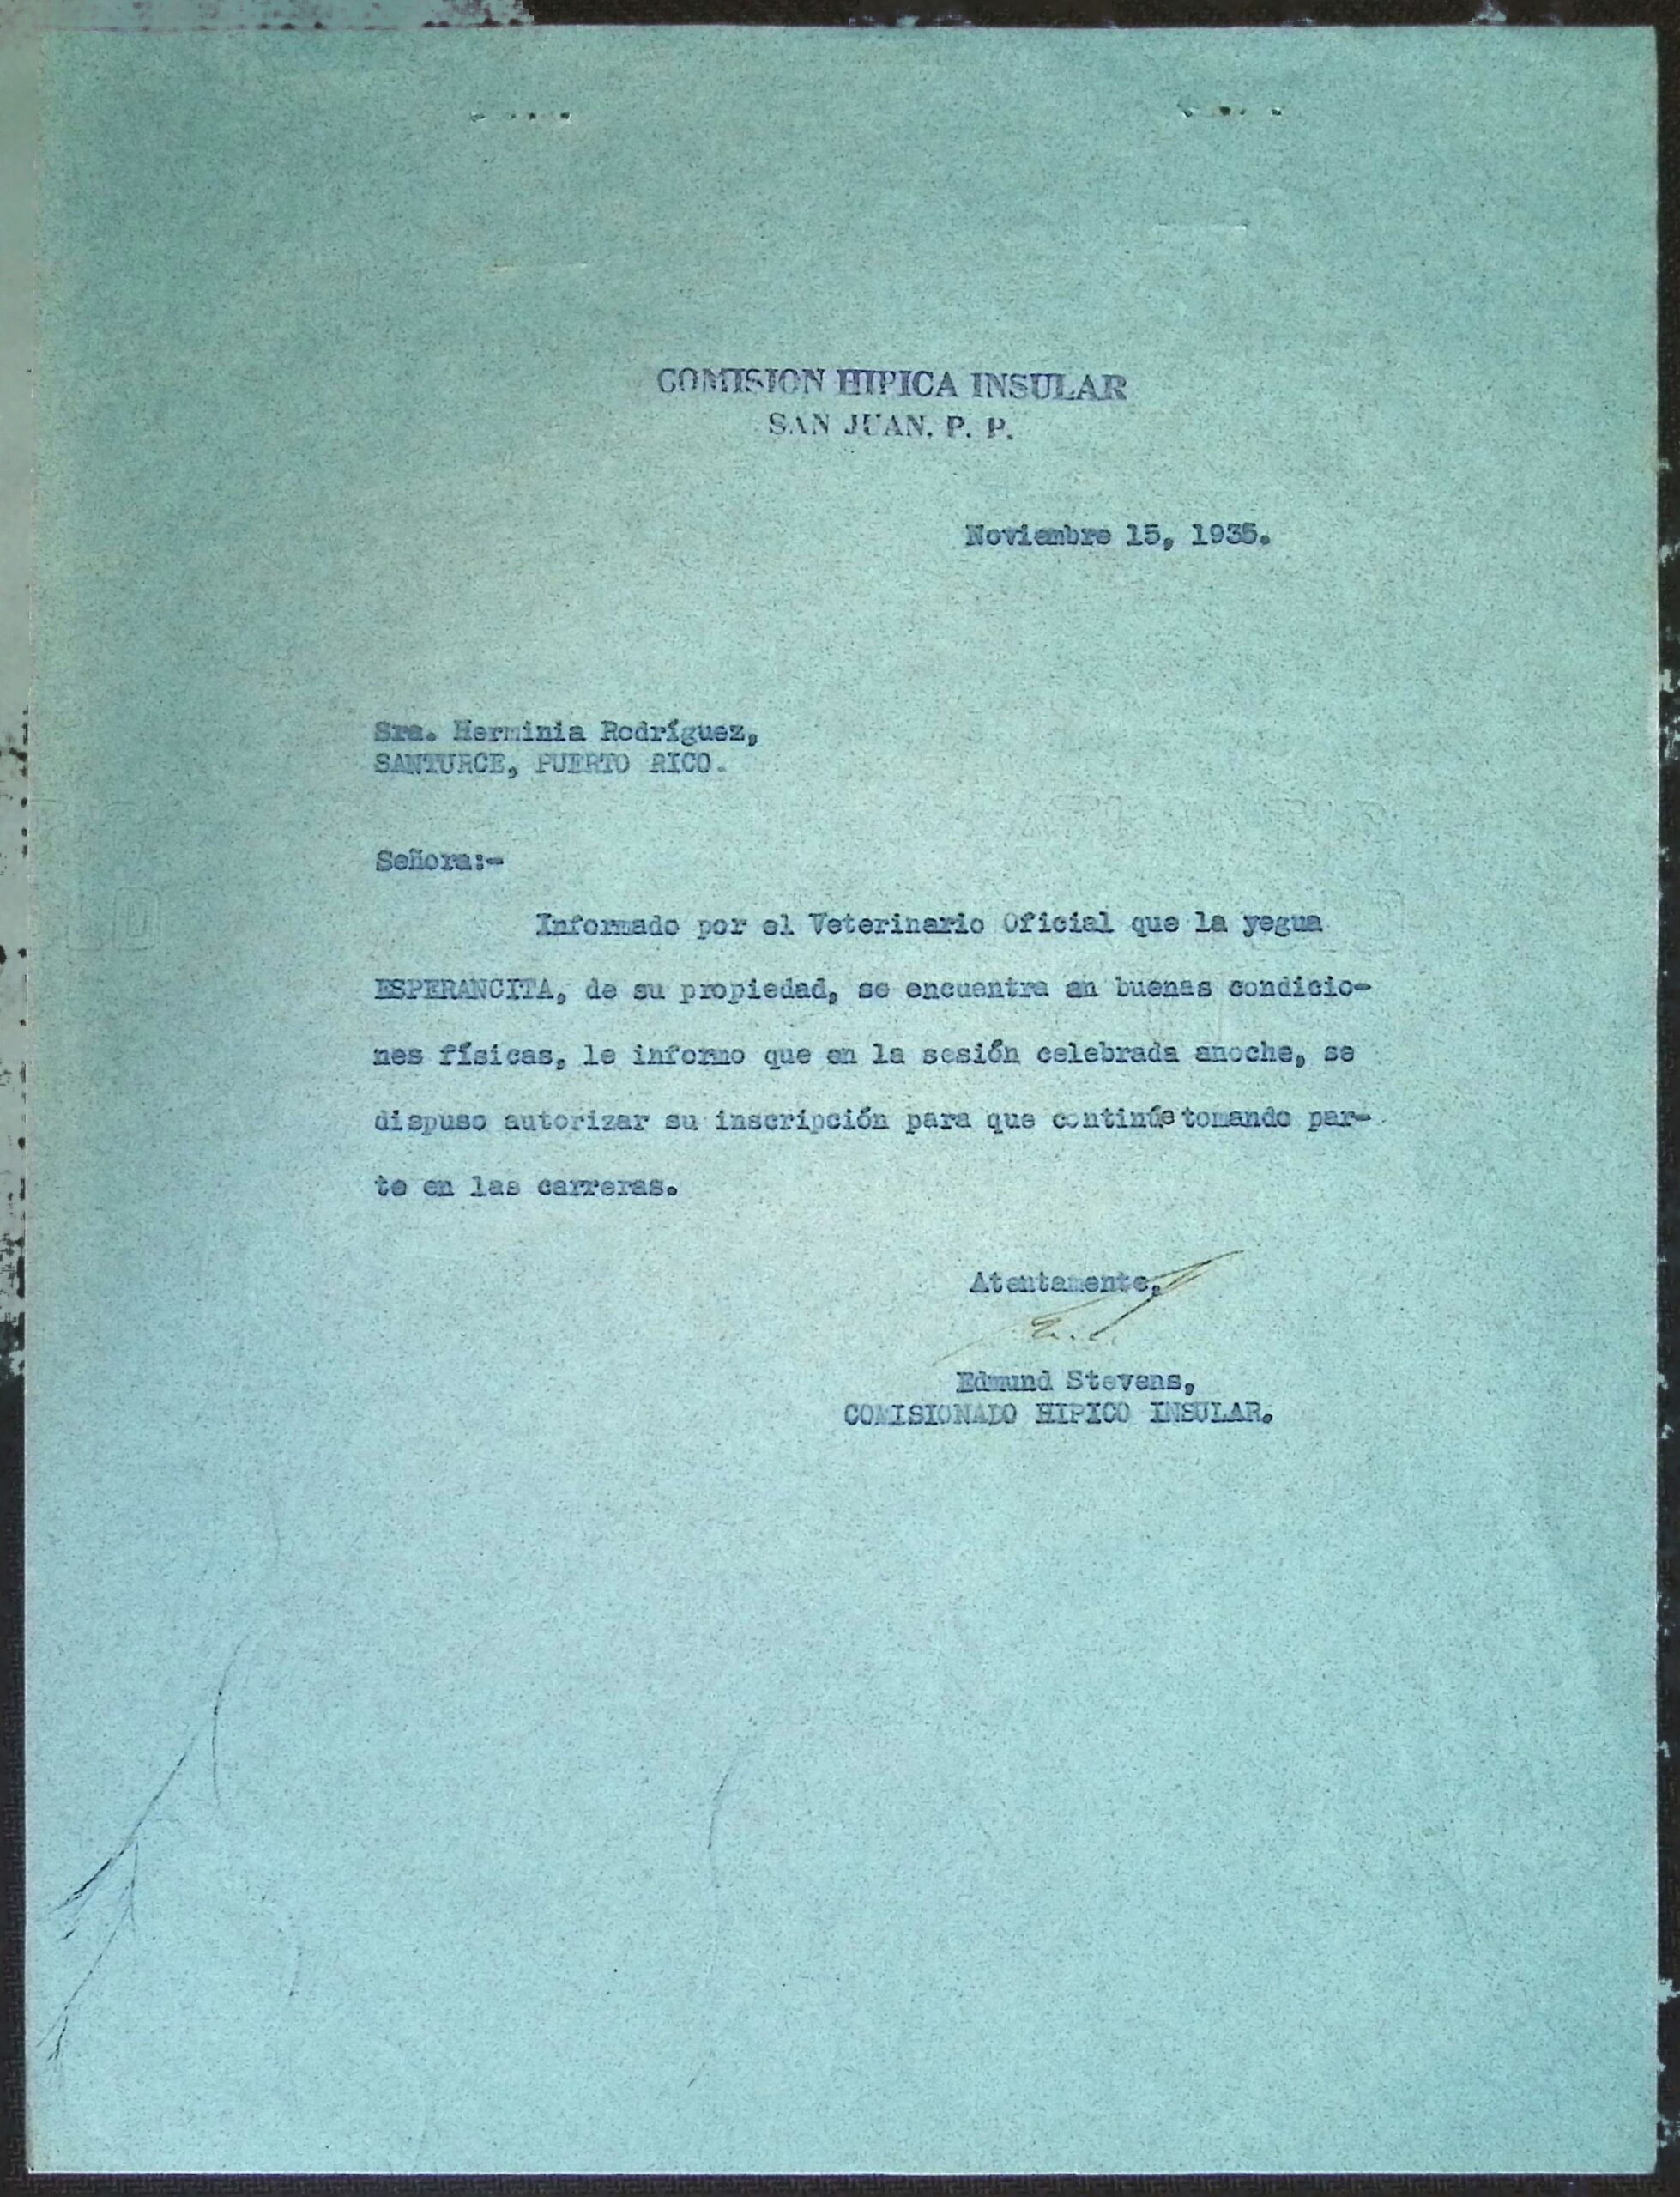 COMISION HIPICA INSULAR
SAN JUAN, P. R.
Noviembre 15, 1935.
Sra. Herminia Rodríguez,
SANTURCE, PUERTO RICO.
Señora:-
Informado por el Veterinario Oficial que la yegua
ESPERANCITA, de su propiedad, se encuentra en buenas condicio-
nes físicas, le informo que en la sesión celebrada anoche, se
dispuso autorizar su inscripción para que continúe tomando par-
te en las carreras.
Atentamente,
E. S.
Edmund Stevens,
COMISIONADO HIPICO INSULAR.